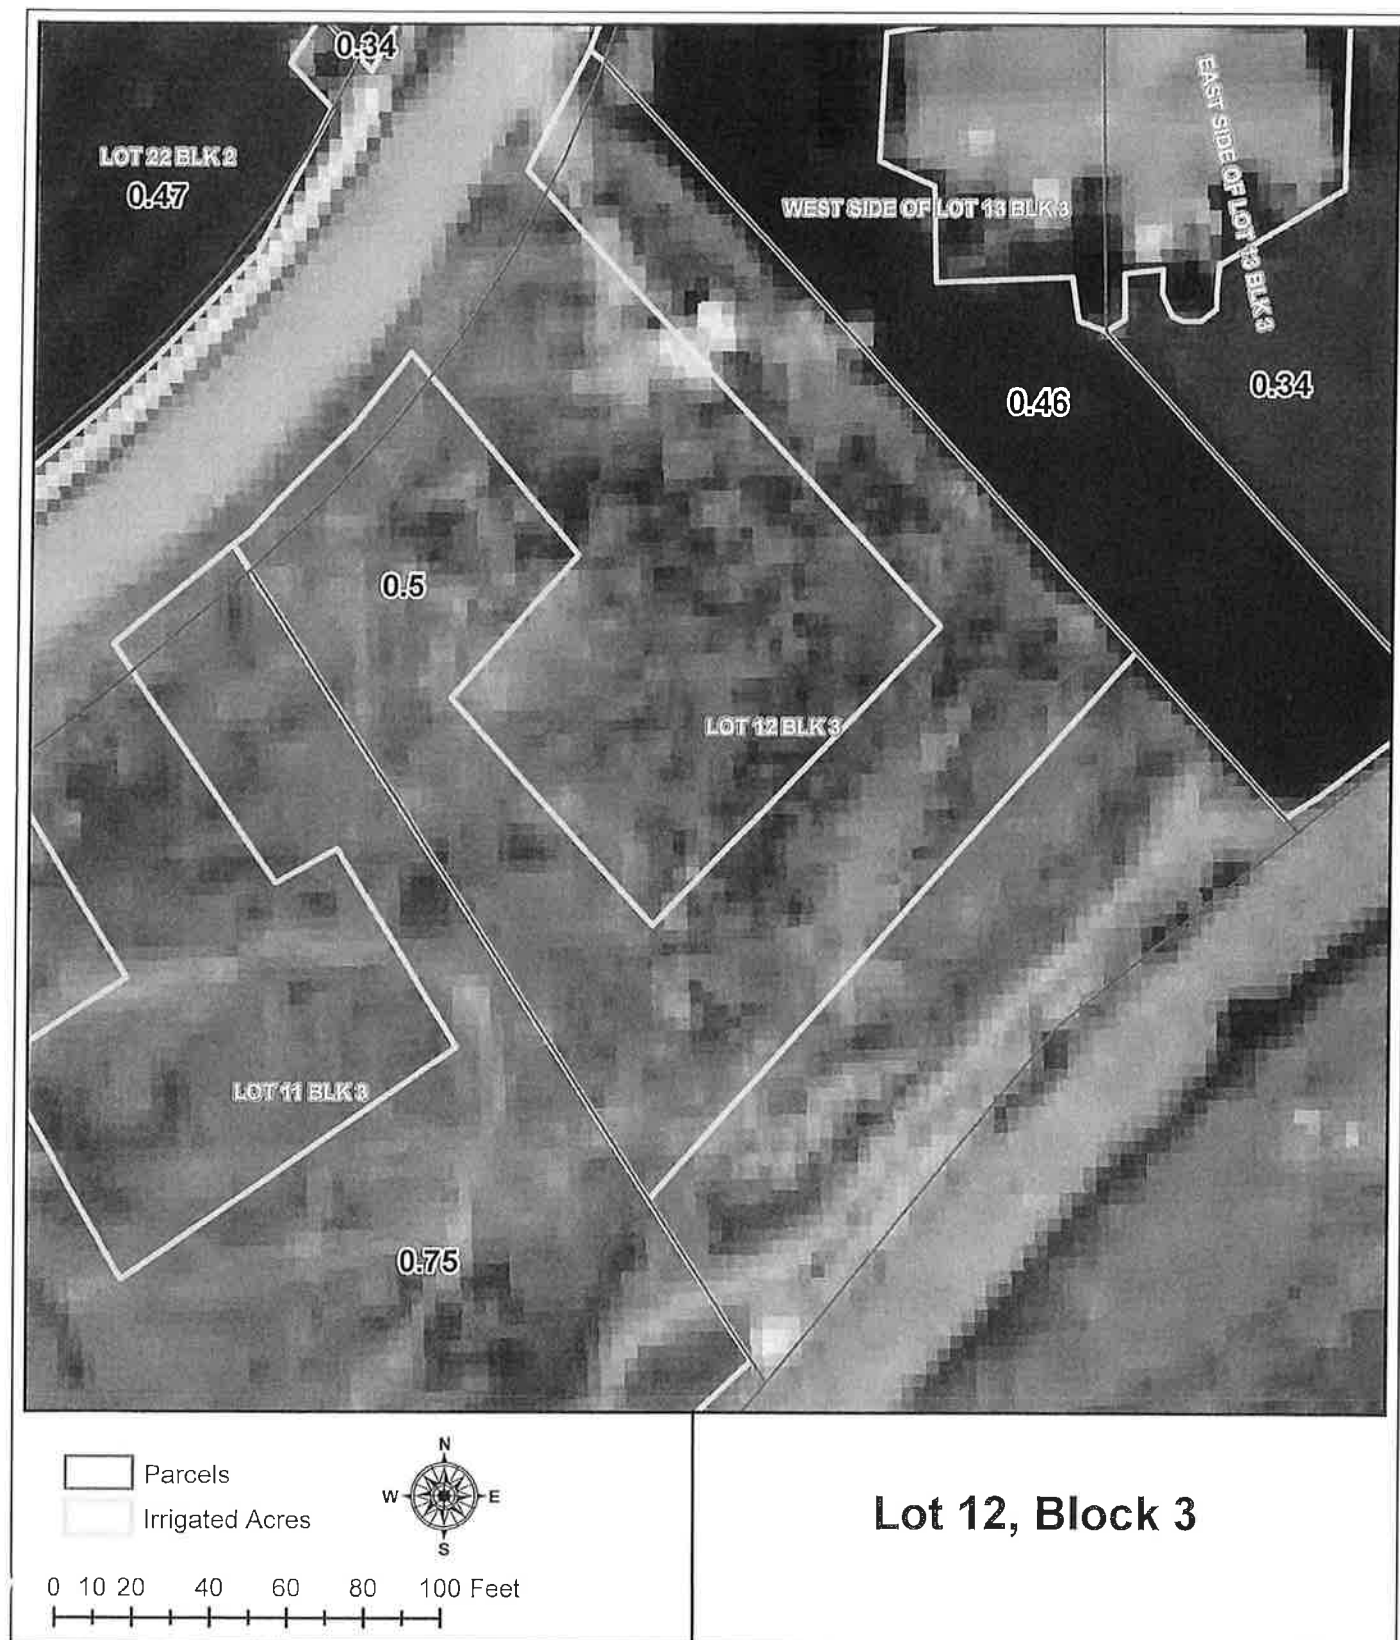 0.34
LOT 22 BLK 2
0.47
WEST SIDE OF LOT 13 BLK 3
EAST SIDE OF LOT 13 BLK 3
0.46
0.34
0.5
LOT 12 BLK 3
LOT 11 BLK 3
0.75
Parcels
Irrigated Acres
N
W
E
S
0 10 20 40 60 80 100 Feet
Lot 12, Block 3